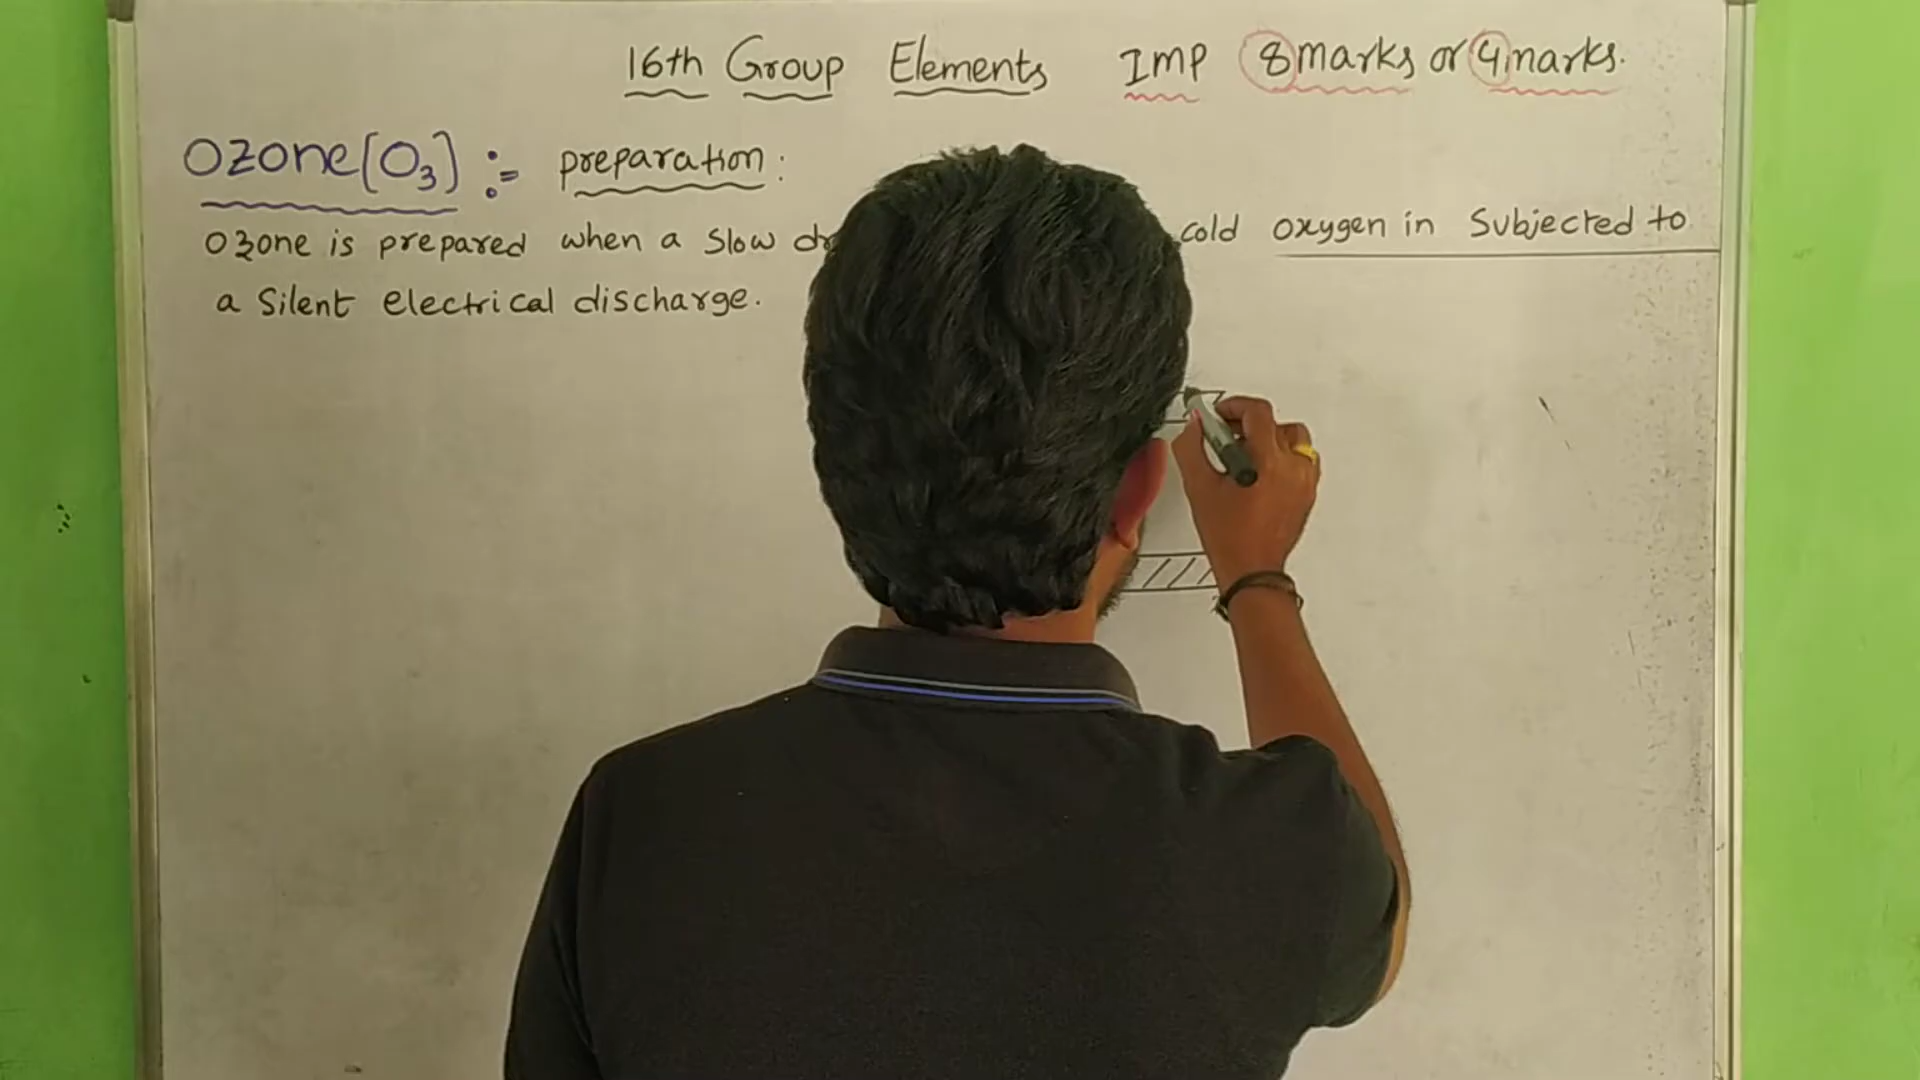 16th Group Elements IMP 8marks or 4marks.
Ozone(O3) := preparation:
Ozone is prepared when a slow cold oxygen in Subjected to
a silent electrical discharge.